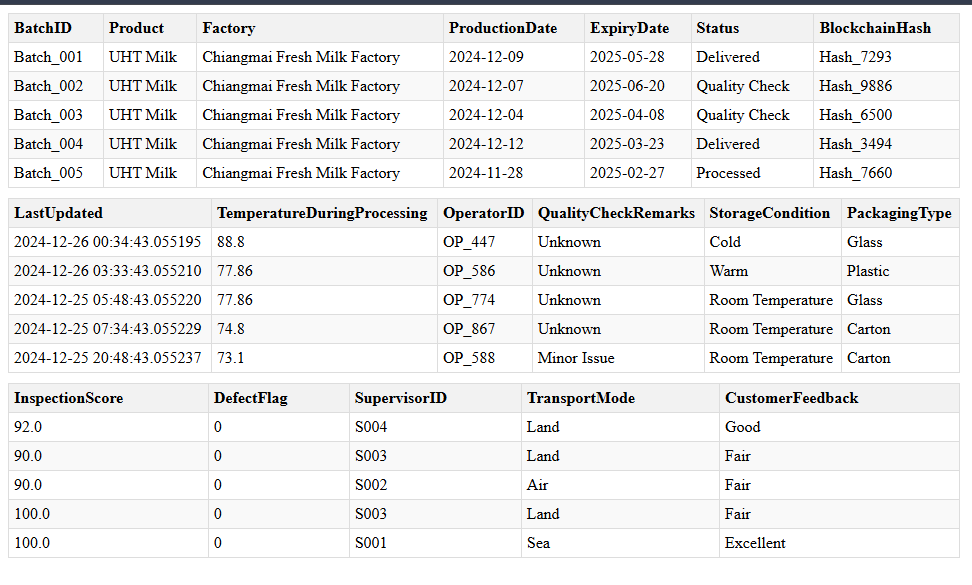 BatchID Product Factory ProductionDate ExpiryDate Status BlockchainHash
Batch_001 UHT Milk Chiangmai Fresh Milk Factory 2024-12-09 2025-05-28 Delivered Hash_7293
Batch_002 UHT Milk Chiangmai Fresh Milk Factory 2024-12-07 2025-06-20 Quality Check Hash_9886
Batch_003 UHT Milk Chiangmai Fresh Milk Factory 2024-12-04 2025-04-08 Quality Check Hash_6500
Batch_004 UHT Milk Chiangmai Fresh Milk Factory 2024-12-12 2025-03-23 Delivered Hash_3494
Batch_005 UHT Milk Chiangmai Fresh Milk Factory 2024-11-28 2025-02-27 Processed Hash_7660
LastUpdated TemperatureDuringProcessing OperatorID QualityCheckRemarks StorageCondition PackagingType
2024-12-26 00:34:43.055195 88.8 OP_447 Unknown Cold Glass
2024-12-26 03:33:43.055210 77.86 OP_586 Unknown Warm Plastic
2024-12-25 05:48:43.055220 77.86 OP_774 Unknown Room Temperature Glass
2024-12-25 07:34:43.055229 74.8 OP_867 Unknown Room Temperature Carton
2024-12-25 20:48:43.055237 73.1 OP_588 Minor Issue Room Temperature Carton
InspectionScore DefectFlag SupervisorID TransportMode CustomerFeedback
92.0 0 S004 Land Good
90.0 0 S003 Land Fair
90.0 0 S002 Air Fair
100.0 0 S003 Land Fair
100.0 0 S001 Sea Excellent